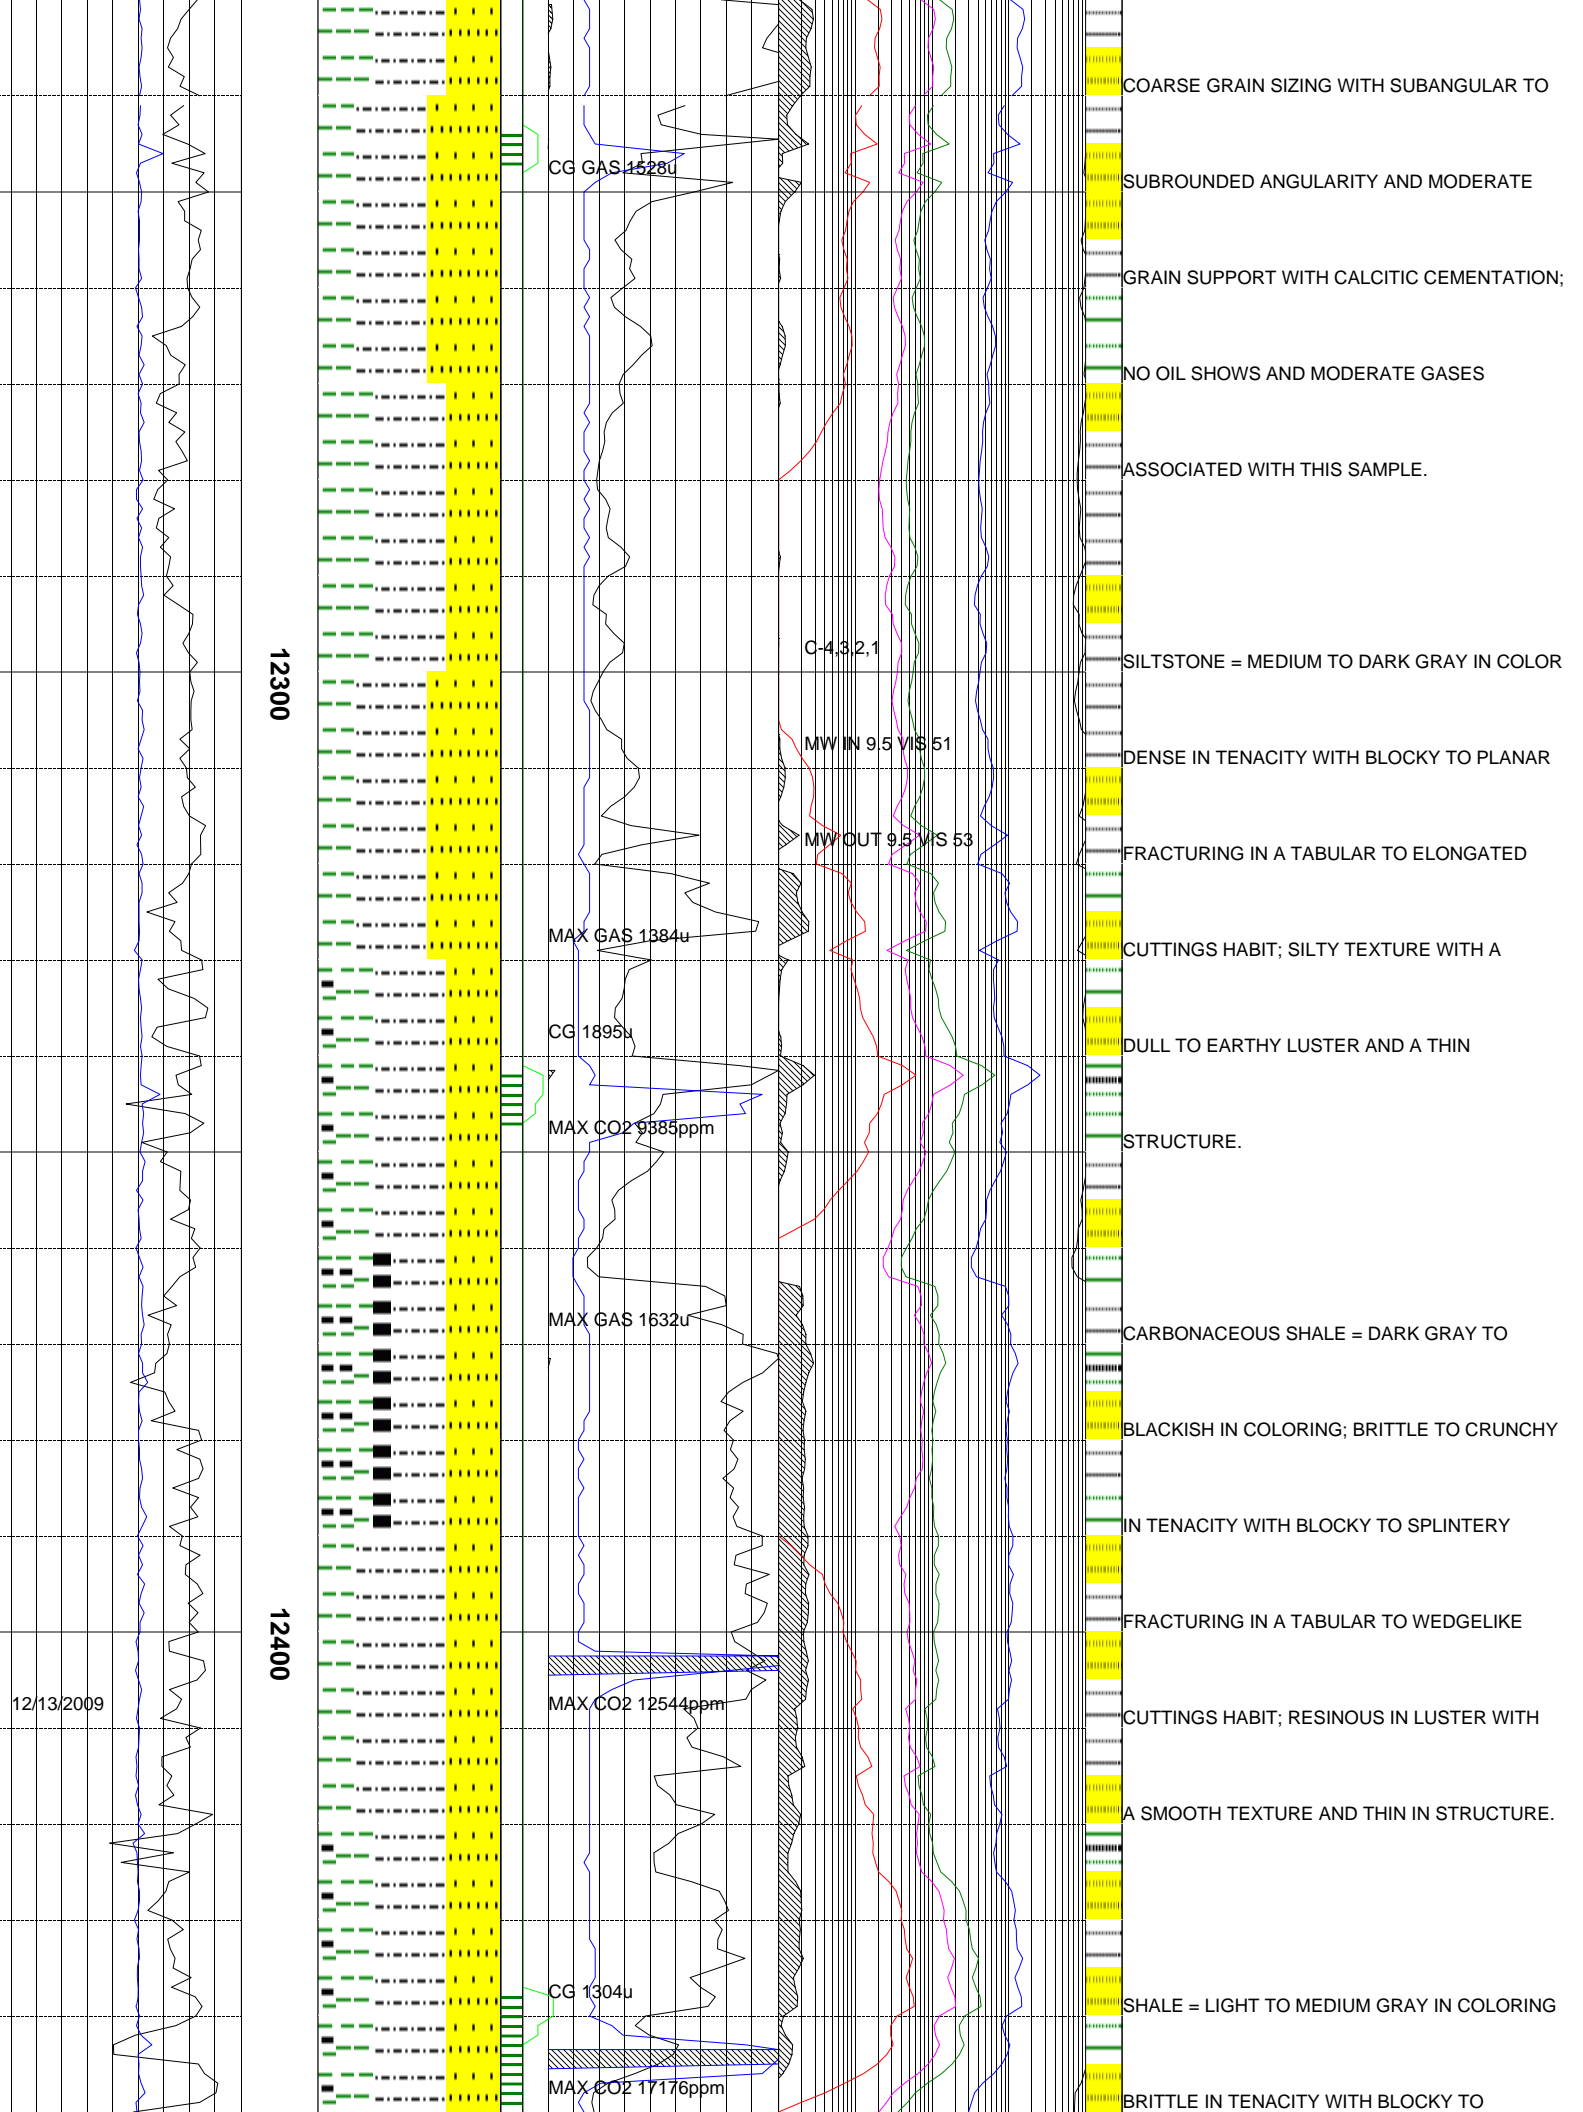 COARSE GRAIN SIZING WITH SUBANGULAR TO
CG GAS 1528u
SUBROUNDED ANGULARITY AND MODERATE
GRAIN SUPPORT WITH CALCITIC CEMENTATION;
NO OIL SHOWS AND MODERATE GASES
ASSOCIATED WITH THIS SAMPLE.
C-4,3,2,1
SILTSTONE = MEDIUM TO DARK GRAY IN COLOR
12300
MW IN 9.5 VIS 51
DENSE IN TENACITY WITH BLOCKY TO PLANAR
MW OUT 9.5 VIS 53
FRACTURING IN A TABULAR TO ELONGATED
MAX GAS 1384u
CUTTINGS HABIT; SILTY TEXTURE WITH A
CG 1895u
DULL TO EARTHY LUSTER AND A THIN
MAX CO2 9385ppm
STRUCTURE.
MAX GAS 1632u
CARBONACEOUS SHALE = DARK GRAY TO
BLACKISH IN COLORING; BRITTLE TO CRUNCHY
IN TENACITY WITH BLOCKY TO SPLINTERY
FRACTURING IN A TABULAR TO WEDGELIKE
12400
12/13/2009
MAX CO2 12544ppm
CUTTINGS HABIT; RESINOUS IN LUSTER WITH
A SMOOTH TEXTURE AND THIN IN STRUCTURE.
CG 1304u
SHALE = LIGHT TO MEDIUM GRAY IN COLORING
MAX CO2 17176ppm
BRITTLE IN TENACITY WITH BLOCKY TO